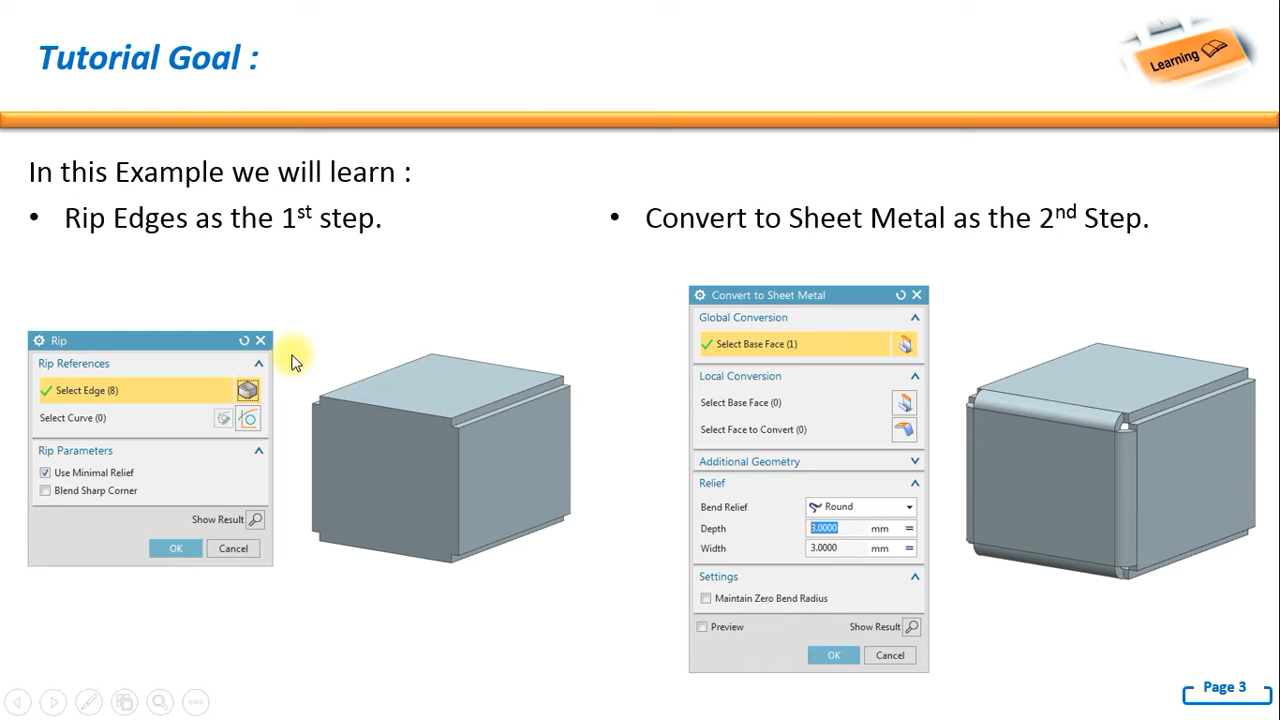 Tutorial Goal :
Learning
In this Example we will learn :
• Rip Edges as the 1st step.
• Convert to Sheet Metal as the 2nd Step.
Rip
Rip References
Select Edge (8)
Select Curve (0)
Rip Parameters
Use Minimal Relief
Blend Sharp Corner
Show Result
OK Cancel
Convert to Sheet Metal
Global Conversion
Select Base Face (1)
Local Conversion
Select Base Face (0)
Select Face to Convert (0)
Additional Geometry
Relief
Bend Relief Round
Depth 3.0000 mm =
Width 3.0000 mm =
Settings
Maintain Zero Bend Radius
Preview Show Result
OK Cancel
Page 3